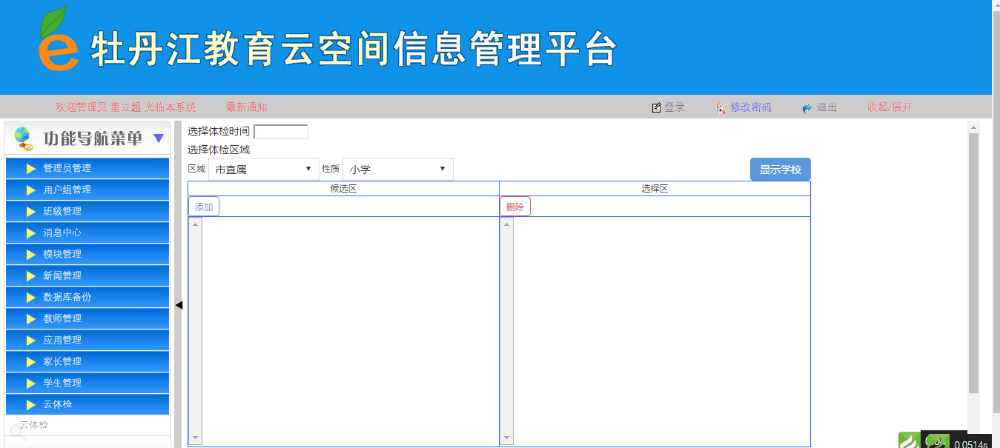 e 牡丹江教育云空间信息管理平台
欢迎管理员 董立超 光临本系统 最新通知 登录 修改密码 退出 收起/展开
功能导航菜单
管理员管理
用户组管理
班级管理
消息中心
模块管理
新闻管理
数据库备份
教师管理
应用管理
家长管理
学生管理
云体检
云体检
选择体检时间
选择体检区域
区域 市直属 性质 小学 显示学校
候选区 选择区
添加 删除
0.0514s